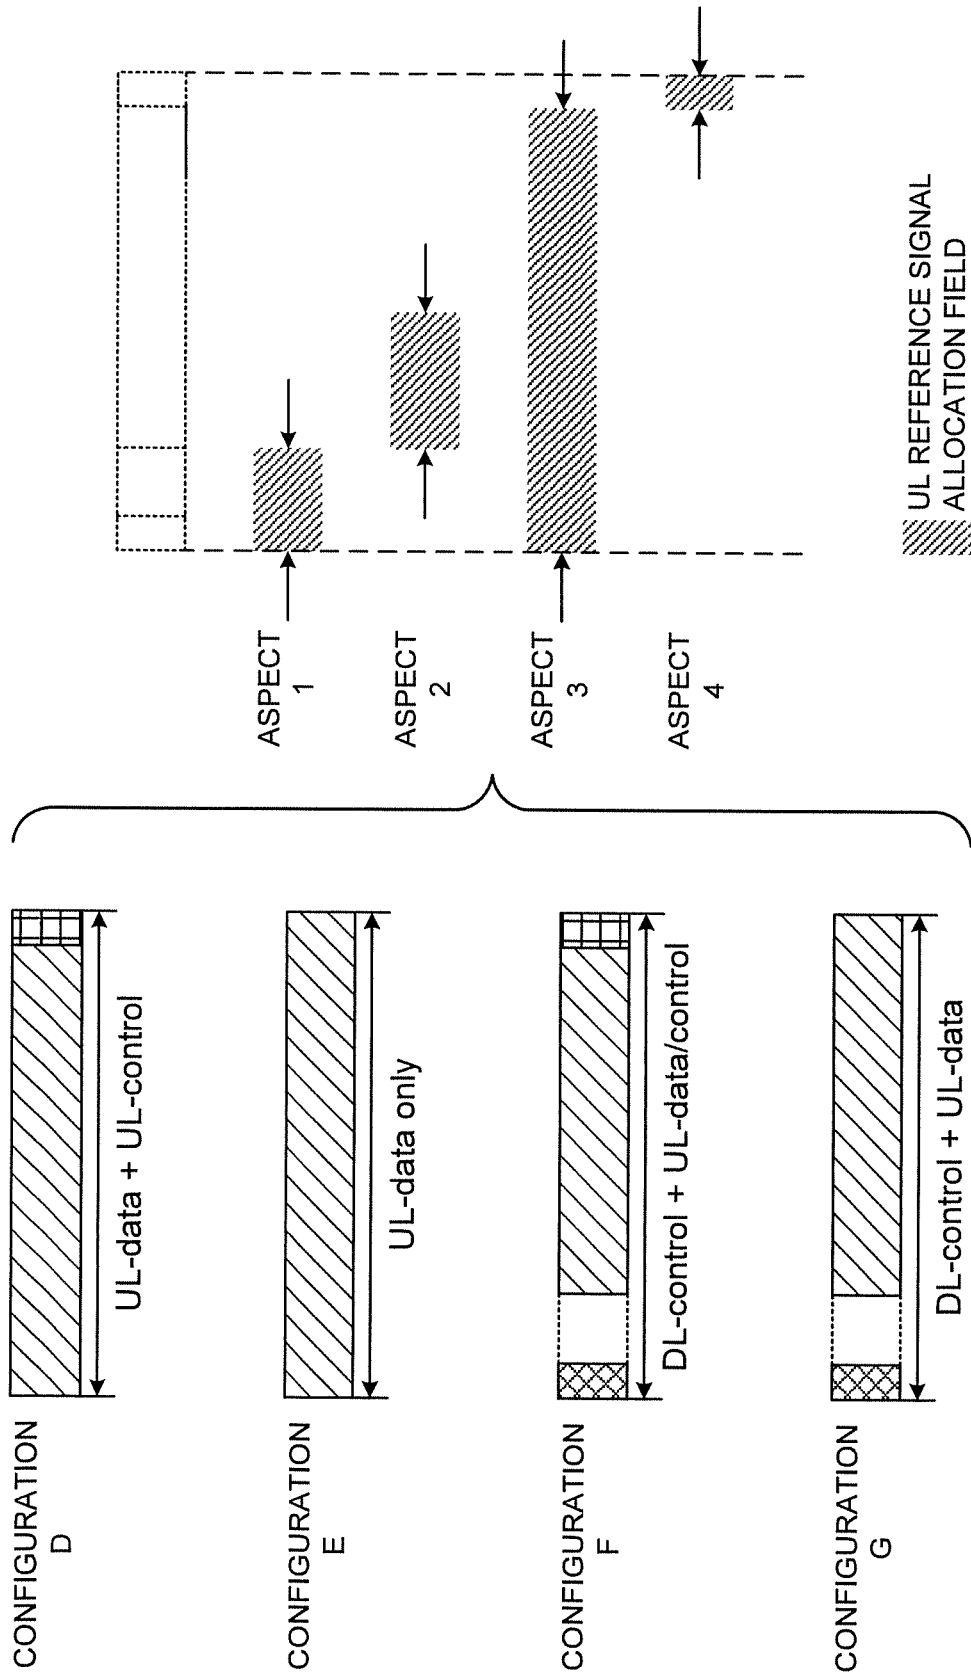 CONFIGURATION
D
UL-data + UL-control
CONFIGURATION
E
UL-data only
CONFIGURATION
F
DL-control + UL-data/control
CONFIGURATION
G
DL-control + UL-data
ASPECT
1
ASPECT
2
ASPECT
3
ASPECT
4
UL REFERENCE SIGNAL
ALLOCATION FIELD